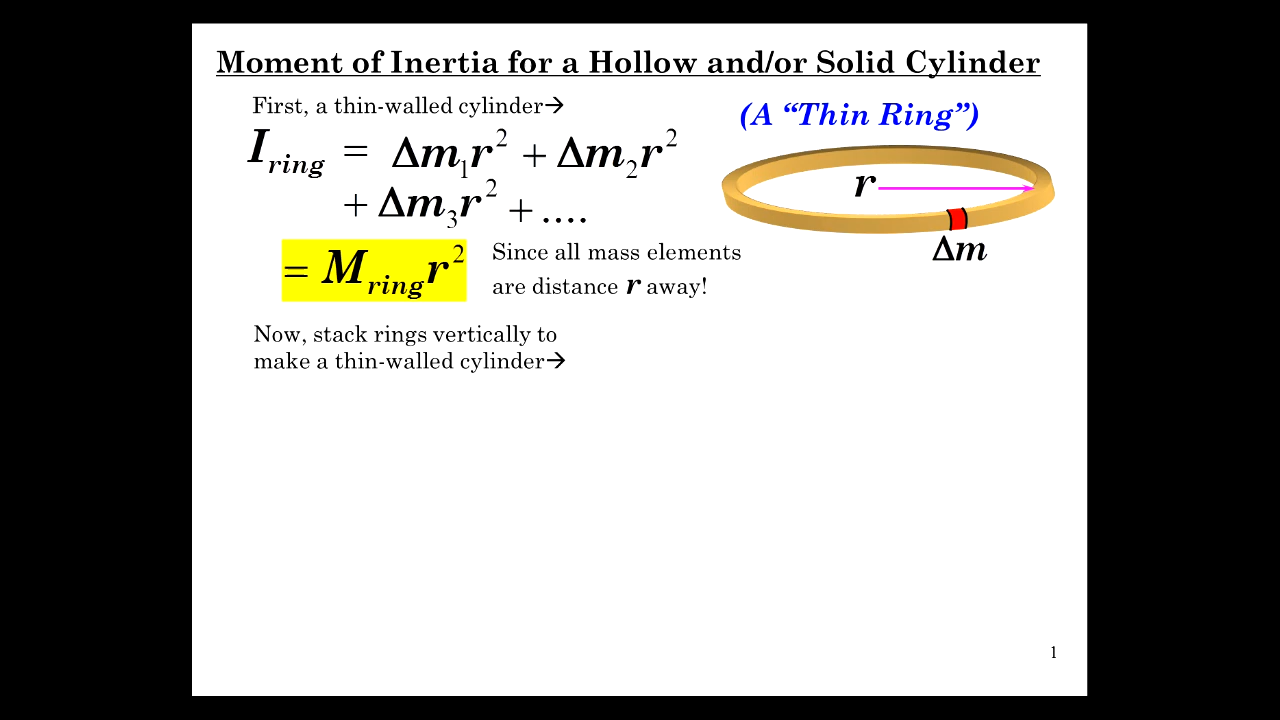 Moment of Inertia for a Hollow and/or Solid Cylinder
First, a thin-walled cylinder→
(A “Thin Ring”)
I_ring = Δm₁r² + Δm₂r²
+ Δm₃r² + ....
r
Δm
= M_ring r²
Since all mass elements
are distance r away!
Now, stack rings vertically to
make a thin-walled cylinder→
1